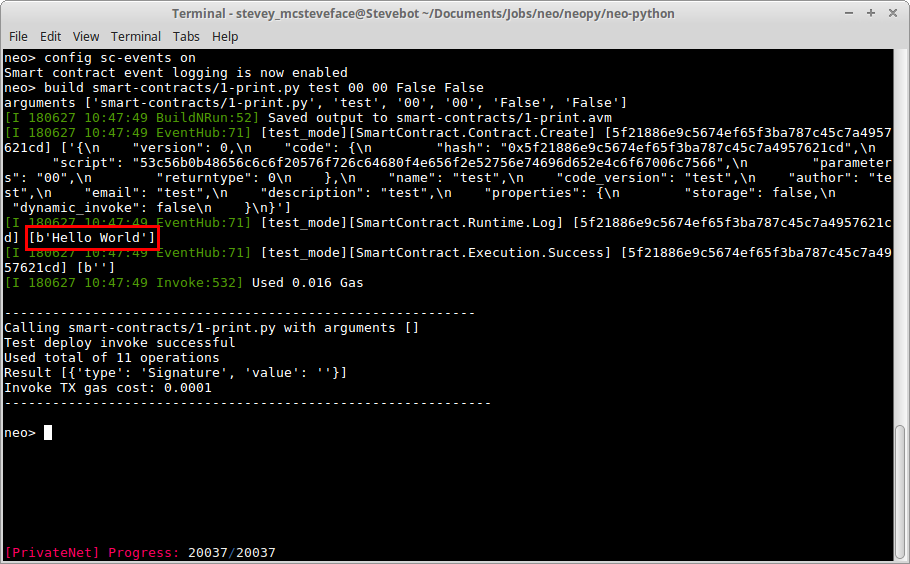 Terminal - stevey_mcsteveface@Stevebot ~/Documents/Jobs/neo/neopy/neo-python
File Edit View Terminal Tabs Help
neo> config sc-events on
Smart contract event logging is now enabled
neo> build smart-contracts/1-print.py test 00 00 False False
arguments ['smart-contracts/1-print.py', 'test', '00', '00', 'False', 'False']
[I 180627 10:47:49 BuildNRun:52] Saved output to smart-contracts/1-print.avm
[I 180627 10:47:49 EventHub:71] [test_mode][SmartContract.Contract.Create] [5f21886e9c5674ef65f3ba787c45c7a4957
621cd] ['{\n    "version": 0,\n    "code": {\n        "hash": "0x5f21886e9c5674ef65f3ba787c45c7a4957621cd",\n
      "script": "53c56b0b48656c6c6f20576f726c64680f4e656f2e52756e74696d652e4c6f67006c7566",\n        "parameter
s": "00",\n        "returntype": 0\n    },\n    "name": "test",\n    "code_version": "test",\n    "author": "te
st",\n    "email": "test",\n    "description": "test",\n    "properties": {\n        "storage": false,\n
 "dynamic_invoke": false\n    }\n}']
[I 180627 10:47:49 EventHub:71] [test_mode][SmartContract.Runtime.Log] [5f21886e9c5674ef65f3ba787c45c7a4957621c
d] [b'Hello World']
[I 180627 10:47:49 EventHub:71] [test_mode][SmartContract.Execution.Success] [5f21886e9c5674ef65f3ba787c45c7a49
57621cd] [b'']
[I 180627 10:47:49 Invoke:532] Used 0.016 Gas
-----------------------------------------------------------
Calling smart-contracts/1-print.py with arguments []
Test deploy invoke successful
Used total of 11 operations
Result [{'type': 'Signature', 'value': ''}]
Invoke TX gas cost: 0.0001
-------------------------------------------------------------
neo>
[PrivateNet] Progress: 20037/20037